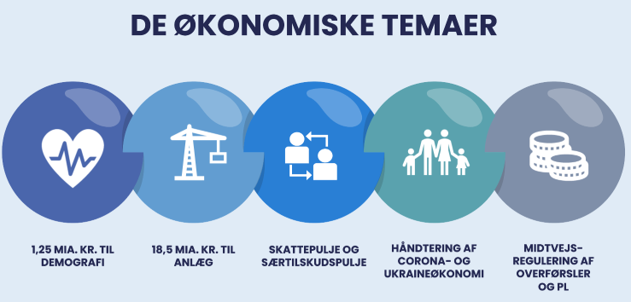 DE ØKONOMISKE TEMAER
1,25 MIA. KR. TIL
DEMOGRAFI
18,5 MIA. KR. TIL
ANLÆG
SKATTEPULJE OG
SÆRTILSKUDSPULJE
HÅNDTERING AF
CORONA- OG
UKRAINEØKONOMI
MIDTVEJS-
REGULERING AF
OVERFØRSLER
OG PL